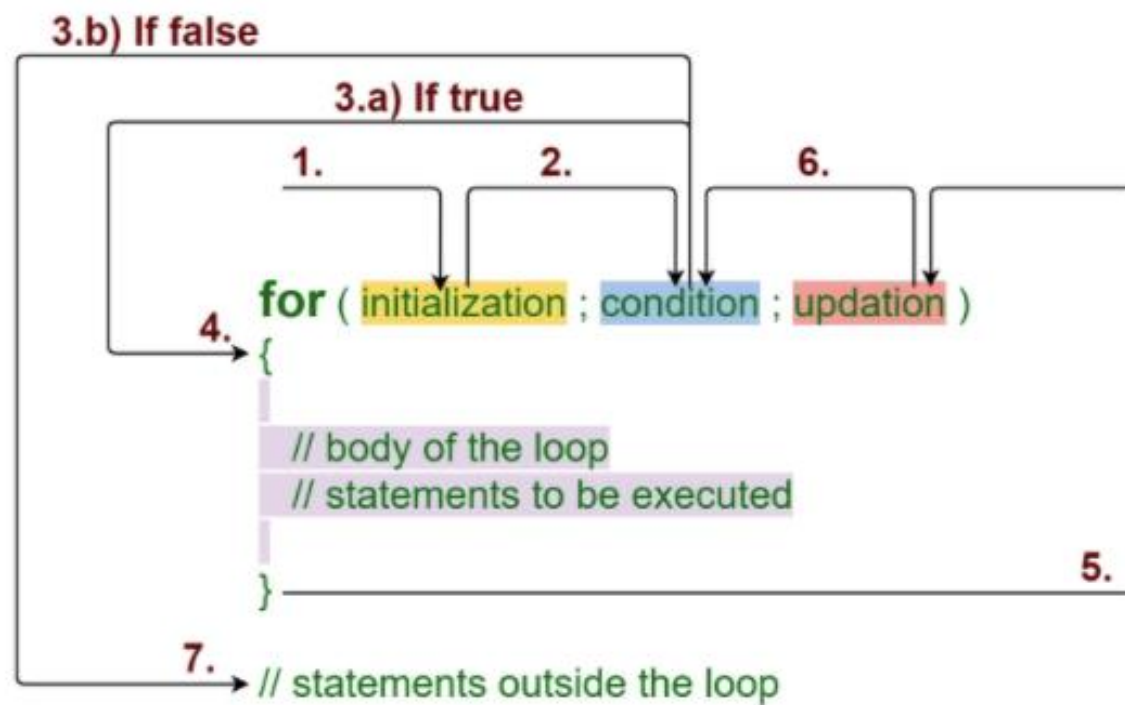 3.b) If false
3.a) If true
1. 2. 6.
for ( initialization ; condition ; updation )
4.
{
// body of the loop
// statements to be executed
5.
}
7.
// statements outside the loop